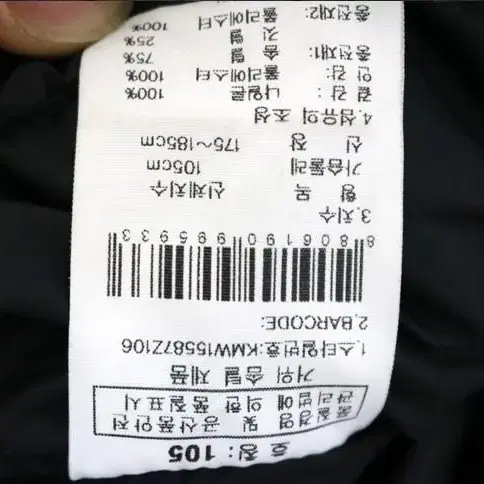 호 칭: 105
품질경영 및 공산품안전
관리법에 의한 품질표시
거위 솜털 제품
1.스타일번호:KMW15587Z106
2.BARCODE:
8806190995933
3.치수
항 목 신체치수
가슴둘레 105cm
신 장 175~185cm
4.섬유의 조성
겉 감: 나일론 100%
안 감: 폴리에스터 100%
충전재1: 솜 털 75%
깃 털 25%
충전재2: 폴리에스터 100%